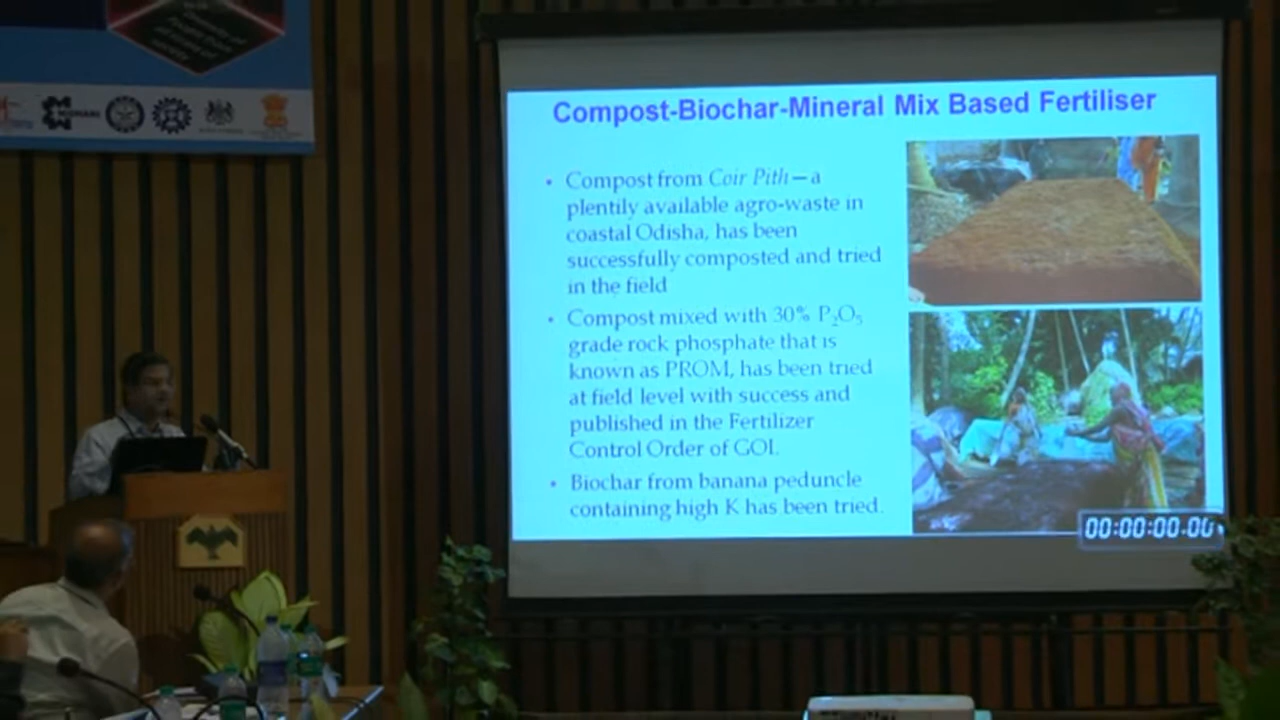 Compost-Biochar-Mineral Mix Based Fertiliser
• Compost from Coir Pith—a
plentily available agro-waste in
coastal Odisha, has been
successfully composted and tried
in the field
• Compost mixed with 30% P₂O₅
grade rock phosphate that is
known as PROM, has been tried
at field level with success and
published in the Fertilizer
Control Order of GOI.
• Biochar from banana peduncle
containing high K has been tried.
00:00:00.00